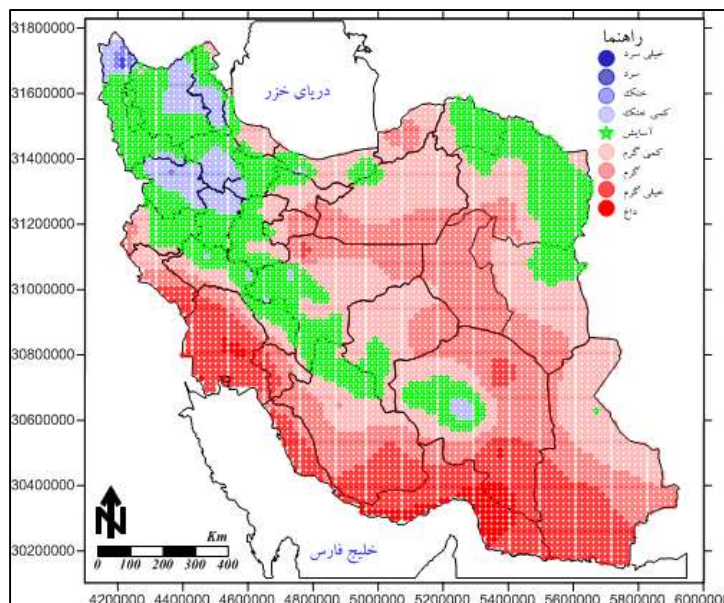 31800000
31600000
31400000
31200000
31000000
30800000
30600000
30400000
30200000
راهنما
خیلی سرد
سرد
خنک
کمی خنک
آسایش
کمی گرم
گرم
خیلی گرم
داغ
دریای خزر
خلیج فارس
N
Km
0 100 200 300 400
4200000 4400000 4600000 4800000 5000000 5200000 5400000 5600000 5800000 600